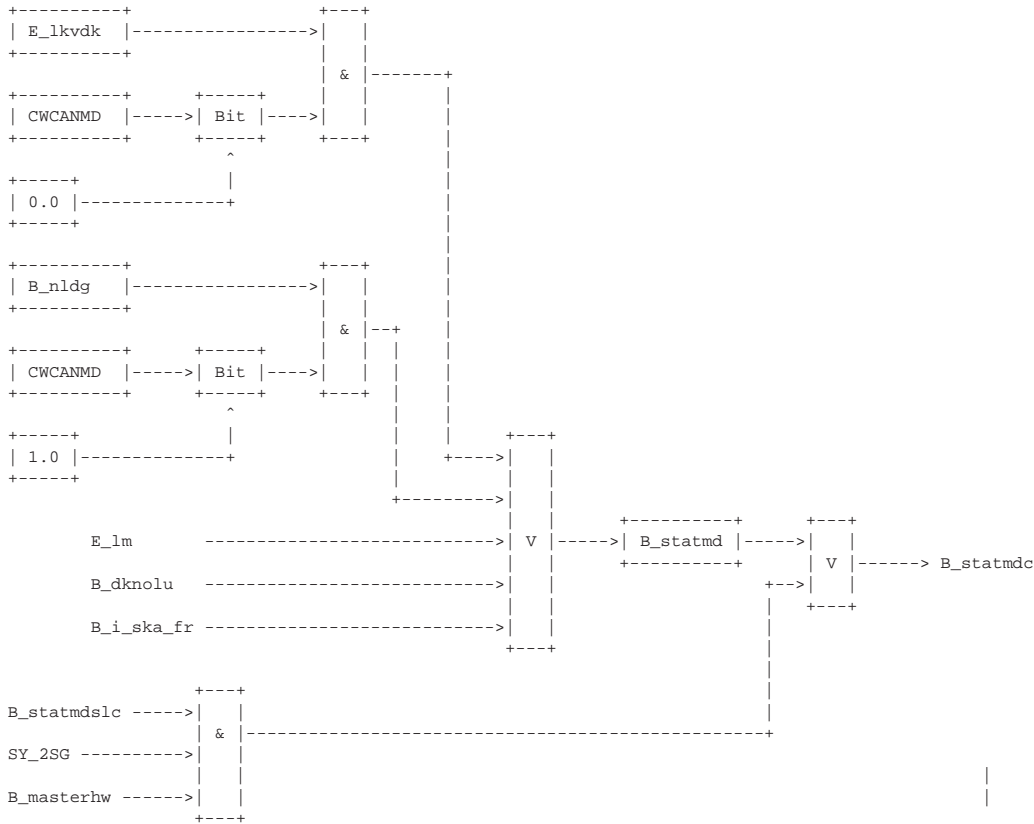 E_lkvdk
&
CWCANMD Bit
0.0
B_nldg
&
CWCANMD Bit
1.0
E_lm V B_statmd V B_statmdc
B_dknolu
B_i_ska_fr
B_statmdslc
&
SY_2SG
B_masterhw